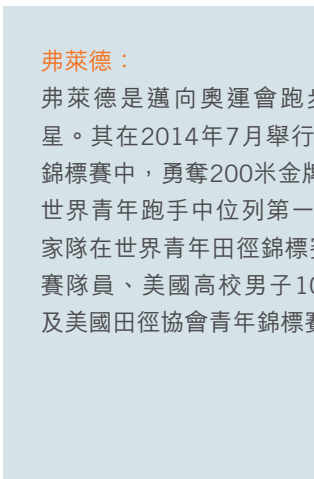 弗萊德：
弗萊德是邁向奧運會跑
星。其在2014年7月舉行
錦標賽中，勇奪200米金牌
世界青年跑手中位列第一
家隊在世界青年田徑錦標
賽隊員、美國高校男子10
及美國田徑協會青年錦標賽